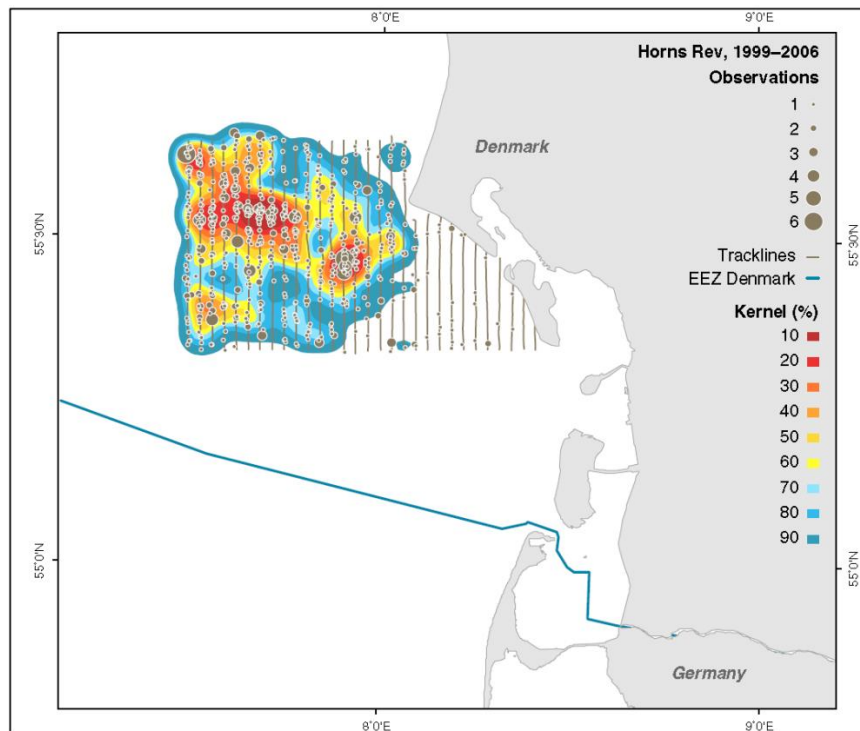 8°0'E
9°0'E
Horns Rev, 1999–2006
Observations
1
2
3
4
5
6
Denmark
55°30'N
55°30'N
Tracklines
EEZ Denmark
Kernel (%)
10
20
30
40
50
60
70
80
90
55°0'N
55°0'N
Germany
8°0'E
9°0'E